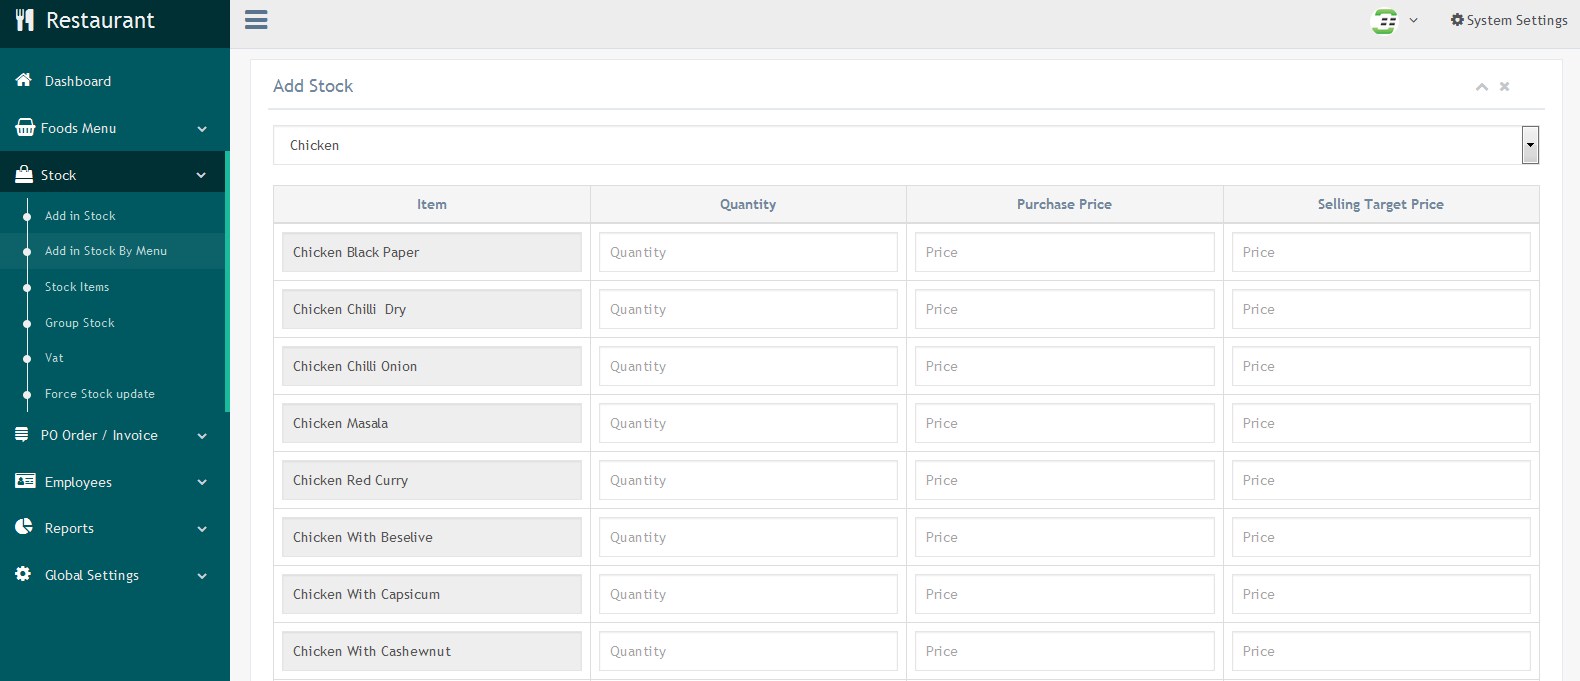 Restaurant
System Settings
Dashboard
Foods Menu
Stock
Add in Stock
Add in Stock By Menu
Stock Items
Group Stock
Vat
Force Stock update
PO Order / Invoice
Employees
Reports
Global Settings
Add Stock
Chicken
Item Quantity Purchase Price Selling Target Price
Chicken Black Paper Quantity Price Price
Chicken Chilli  Dry Quantity Price Price
Chicken Chilli Onion Quantity Price Price
Chicken Masala Quantity Price Price
Chicken Red Curry Quantity Price Price
Chicken With Beselive Quantity Price Price
Chicken With Capsicum Quantity Price Price
Chicken With Cashewnut Quantity Price Price